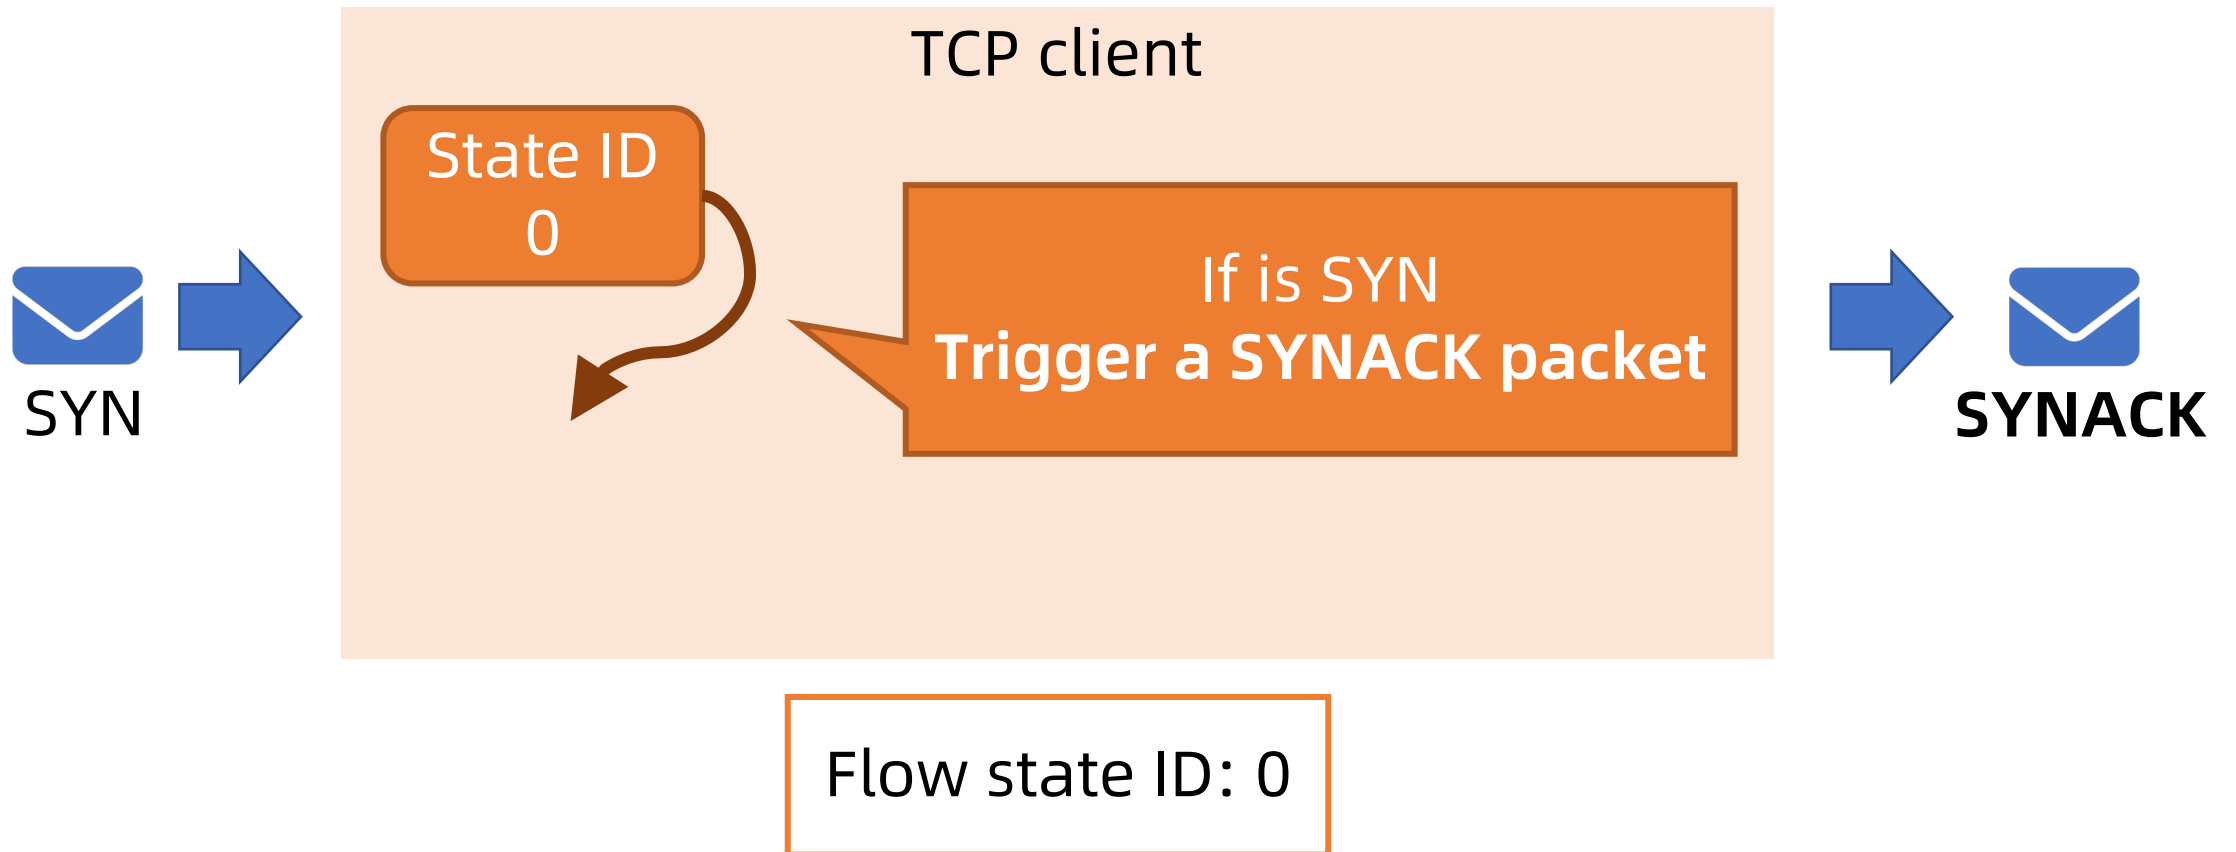 TCP client
State ID
0
If is SYN
Trigger a SYNACK packet
SYN
SYNACK
Flow state ID: 0